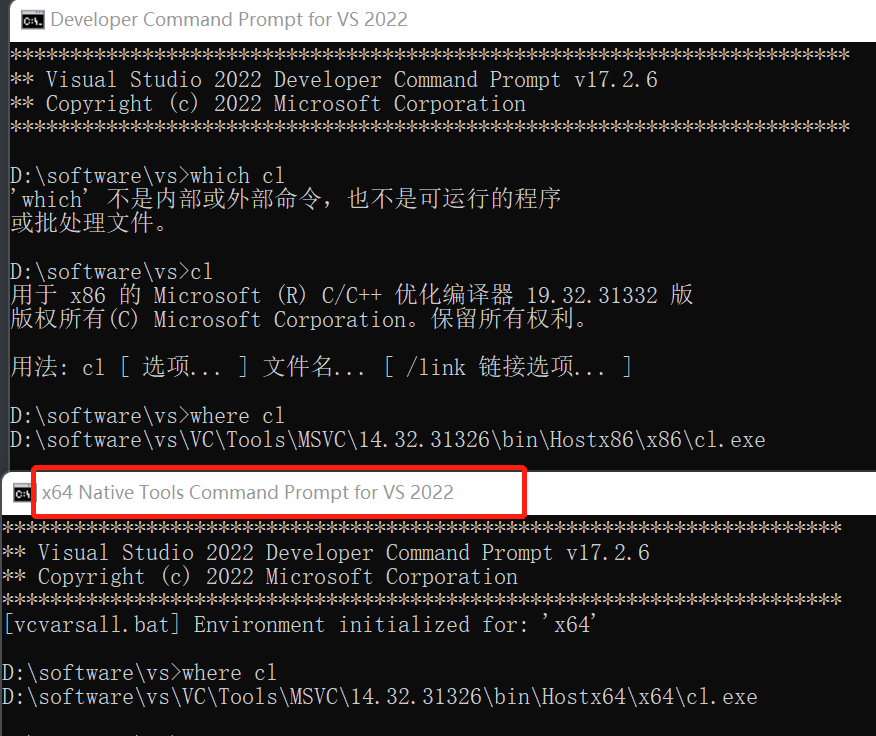 Developer Command Prompt for VS 2022
**********************************************************************
** Visual Studio 2022 Developer Command Prompt v17.2.6
** Copyright (c) 2022 Microsoft Corporation
**********************************************************************
D:\software\vs>which cl
'which' 不是内部或外部命令，也不是可运行的程序
或批处理文件。
D:\software\vs>cl
用于 x86 的 Microsoft (R) C/C++ 优化编译器 19.32.31332 版
版权所有(C) Microsoft Corporation。保留所有权利。
用法: cl [ 选项... ] 文件名... [ /link 链接选项... ]
D:\software\vs>where cl
D:\software\vs\VC\Tools\MSVC\14.32.31326\bin\Hostx86\x86\cl.exe
x64 Native Tools Command Prompt for VS 2022
**********************************************************************
** Visual Studio 2022 Developer Command Prompt v17.2.6
** Copyright (c) 2022 Microsoft Corporation
**********************************************************************
[vcvarsall.bat] Environment initialized for: 'x64'
D:\software\vs>where cl
D:\software\vs\VC\Tools\MSVC\14.32.31326\bin\Hostx64\x64\cl.exe